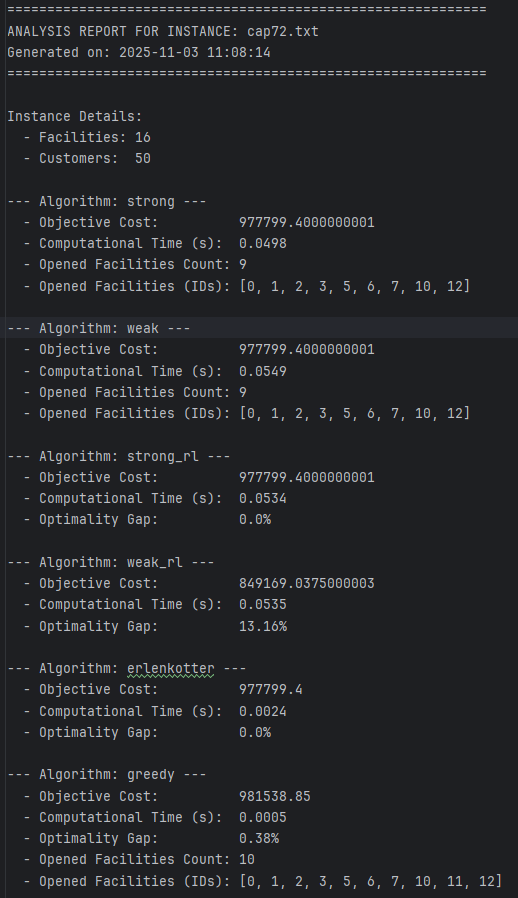 ============================================================
ANALYSIS REPORT FOR INSTANCE: cap72.txt
Generated on: 2025-11-03 11:08:14
============================================================

Instance Details:
  - Facilities: 16
  - Customers:  50

--- Algorithm: strong ---
  - Objective Cost:          977799.4000000001
  - Computational Time (s):  0.0498
  - Opened Facilities Count: 9
  - Opened Facilities (IDs): [0, 1, 2, 3, 5, 6, 7, 10, 12]

--- Algorithm: weak ---
  - Objective Cost:          977799.4000000001
  - Computational Time (s):  0.0549
  - Opened Facilities Count: 9
  - Opened Facilities (IDs): [0, 1, 2, 3, 5, 6, 7, 10, 12]

--- Algorithm: strong_rl ---
  - Objective Cost:          977799.4000000001
  - Computational Time (s):  0.0534
  - Optimality Gap:          0.0%

--- Algorithm: weak_rl ---
  - Objective Cost:          849169.0375000003
  - Computational Time (s):  0.0535
  - Optimality Gap:          13.16%

--- Algorithm: erlenkotter ---
  - Objective Cost:          977799.4
  - Computational Time (s):  0.0024
  - Optimality Gap:          0.0%

--- Algorithm: greedy ---
  - Objective Cost:          981538.85
  - Computational Time (s):  0.0005
  - Optimality Gap:          0.38%
  - Opened Facilities Count: 10
  - Opened Facilities (IDs): [0, 1, 2, 3, 5, 6, 7, 10, 11, 12]